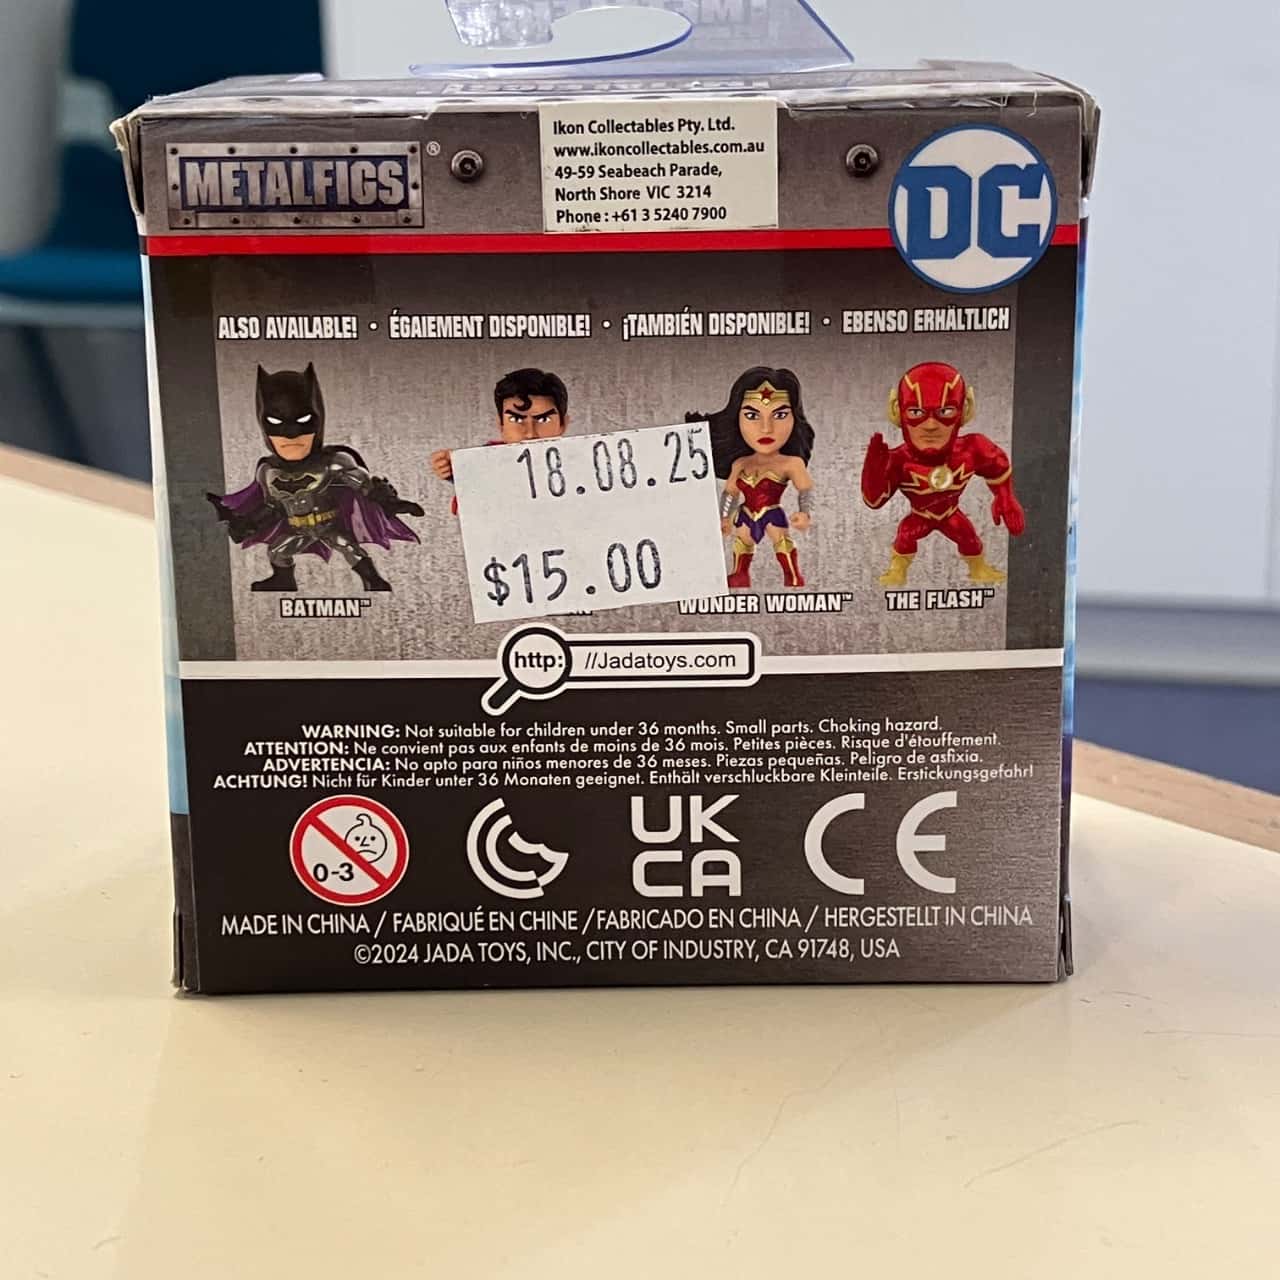 METALFIGS®
Ikon Collectables Pty. Ltd.
www.ikoncollectables.com.au
49-59 Seabeach Parade,
North Shore VIC 3214
Phone : +61 3 5240 7900
DC
ALSO AVAILABLE! • ÉGAIEMENT DISPONIBLE! • ¡TAMBIÉN DISPONIBLE! • EBENSO ERHÄLTLICH
18.08.25
$15.00
BATMAN™
WONDER WOMAN™
THE FLASH™
http: //Jadatoys.com
WARNING: Not suitable for children under 36 months. Small parts. Choking hazard.
ATTENTION: Ne convient pas aux enfants de moins de 36 mois. Petites pièces. Risque d'étouffement.
ADVERTENCIA: No apto para niños menores de 36 meses. Piezas pequeñas. Peligro de asfixia.
ACHTUNG! Nicht für Kinder unter 36 Monaten geeignet. Enthält verschluckbare Kleinteile. Erstickungsgefahr!
0-3
UK
CA
CE
MADE IN CHINA / FABRIQUÉ EN CHINE / FABRICADO EN CHINA / HERGESTELLT IN CHINA
©2024 JADA TOYS, INC., CITY OF INDUSTRY, CA 91748, USA